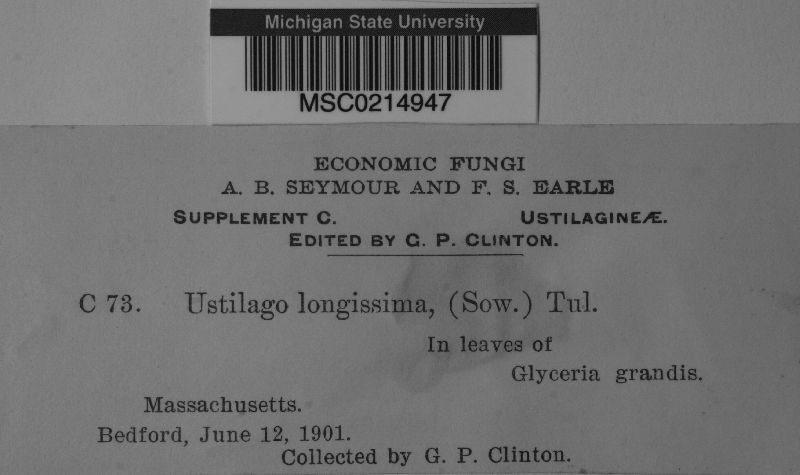 Michigan State University
MSC0214947
ECONOMIC FUNGI
A. B. SEYMOUR AND F. S. EARLE
SUPPLEMENT C. USTILAGINEÆ.
EDITED BY G. P. CLINTON.
C 73. Ustilago longissima, (Sow.) Tul.
In leaves of
Glyceria grandis.
Massachusetts.
Bedford, June 12, 1901.
Collected by G. P. Clinton.